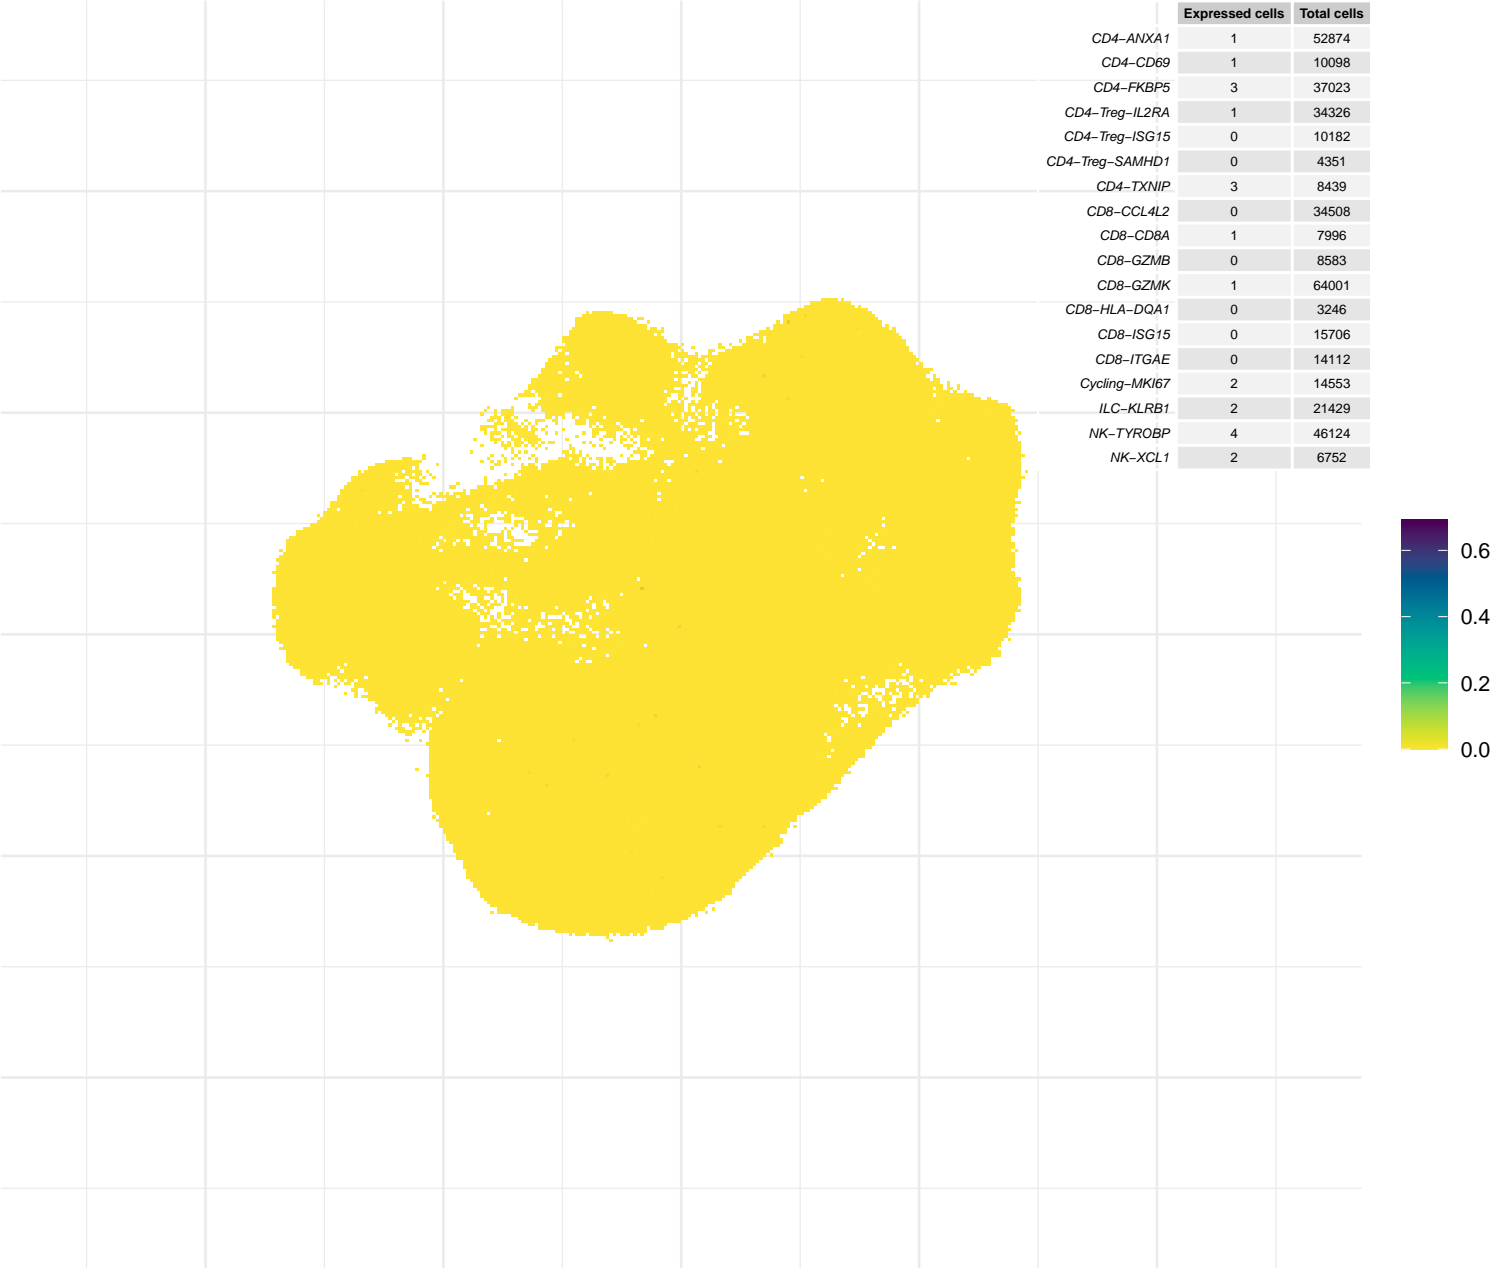 Expressed cells Total cells
CD4−ANXA1 1 52874
CD4−CD69 1 10098
CD4−FKBP5 3 37023
CD4−Treg−IL2RA 1 34326
CD4−Treg−ISG15 0 10182
CD4−Treg−SAMHD1 0 4351
CD4−TXNIP 3 8439
CD8−CCL4L2 0 34508
CD8−CD8A 1 7996
CD8−GZMB 0 8583
CD8−GZMK 1 64001
CD8−HLA−DQA1 0 3246
CD8−ISG15 0 15706
CD8−ITGAE 0 14112
Cycling−MKI67 2 14553
ILC−KLRB1 2 21429
NK−TYROBP 4 46124
NK−XCL1 2 6752
0.6
0.4
0.2
0.0